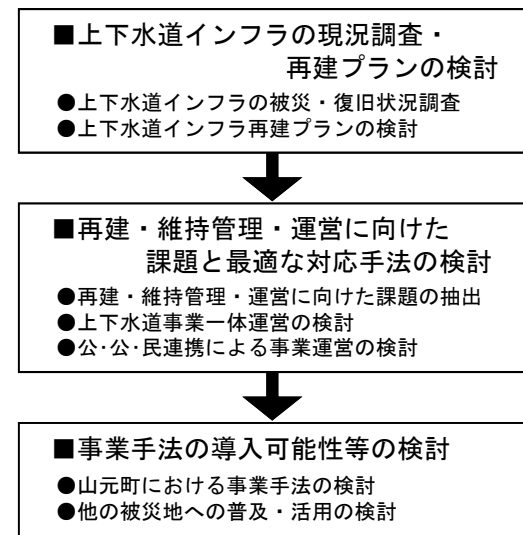 ■上下水道インフラの現況調査・
再建プランの検討
●上下水道インフラの被災・復旧状況調査
●上下水道インフラ再建プランの検討
■再建・維持管理・運営に向けた
課題と最適な対応手法の検討
●再建・維持管理・運営に向けた課題の抽出
●上下水道事業一体運営の検討
●公・公・民連携による事業運営の検討
■事業手法の導入可能性等の検討
●山元町における事業手法の検討
●他の被災地への普及・活用の検討